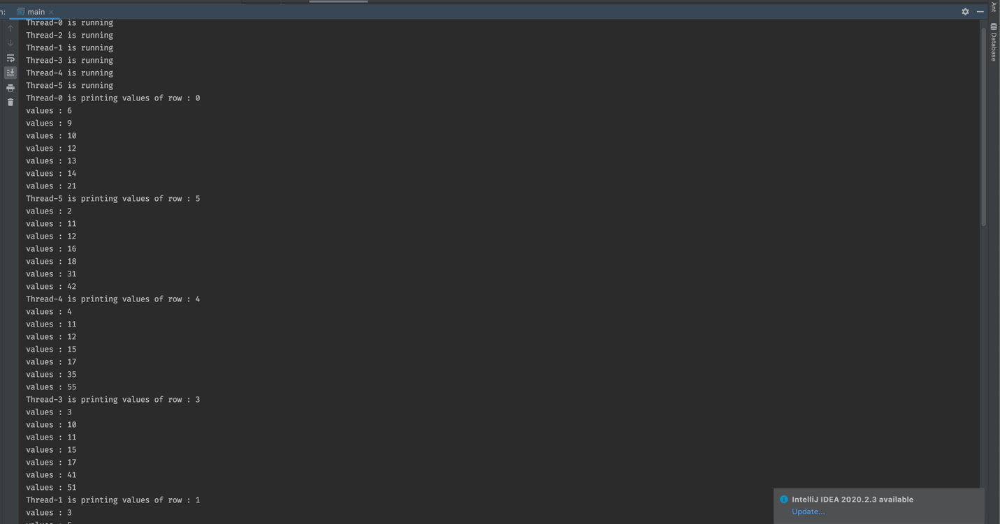 n:
main
Thread-0 is running
Thread-2 is running
Thread-1 is running
Thread-3 is running
Thread-4 is running
Thread-5 is running
Thread-0 is printing values of row : 0
values : 6
values : 9
values : 10
values : 12
values : 13
values : 14
values : 21
Thread-5 is printing values of row : 5
values : 2
values : 11
values : 12
values : 16
values : 18
values : 31
values : 42
Thread-4 is printing values of row : 4
values : 4
values : 11
values : 12
values : 15
values : 17
values : 35
values : 55
Thread-3 is printing values of row : 3
values : 3
values : 10
values : 11
values : 15
values : 17
values : 41
values : 51
Thread-1 is printing values of row : 1
values : 3
values : 5
Ant
Database
IntelliJ IDEA 2020.2.3 available
Update...